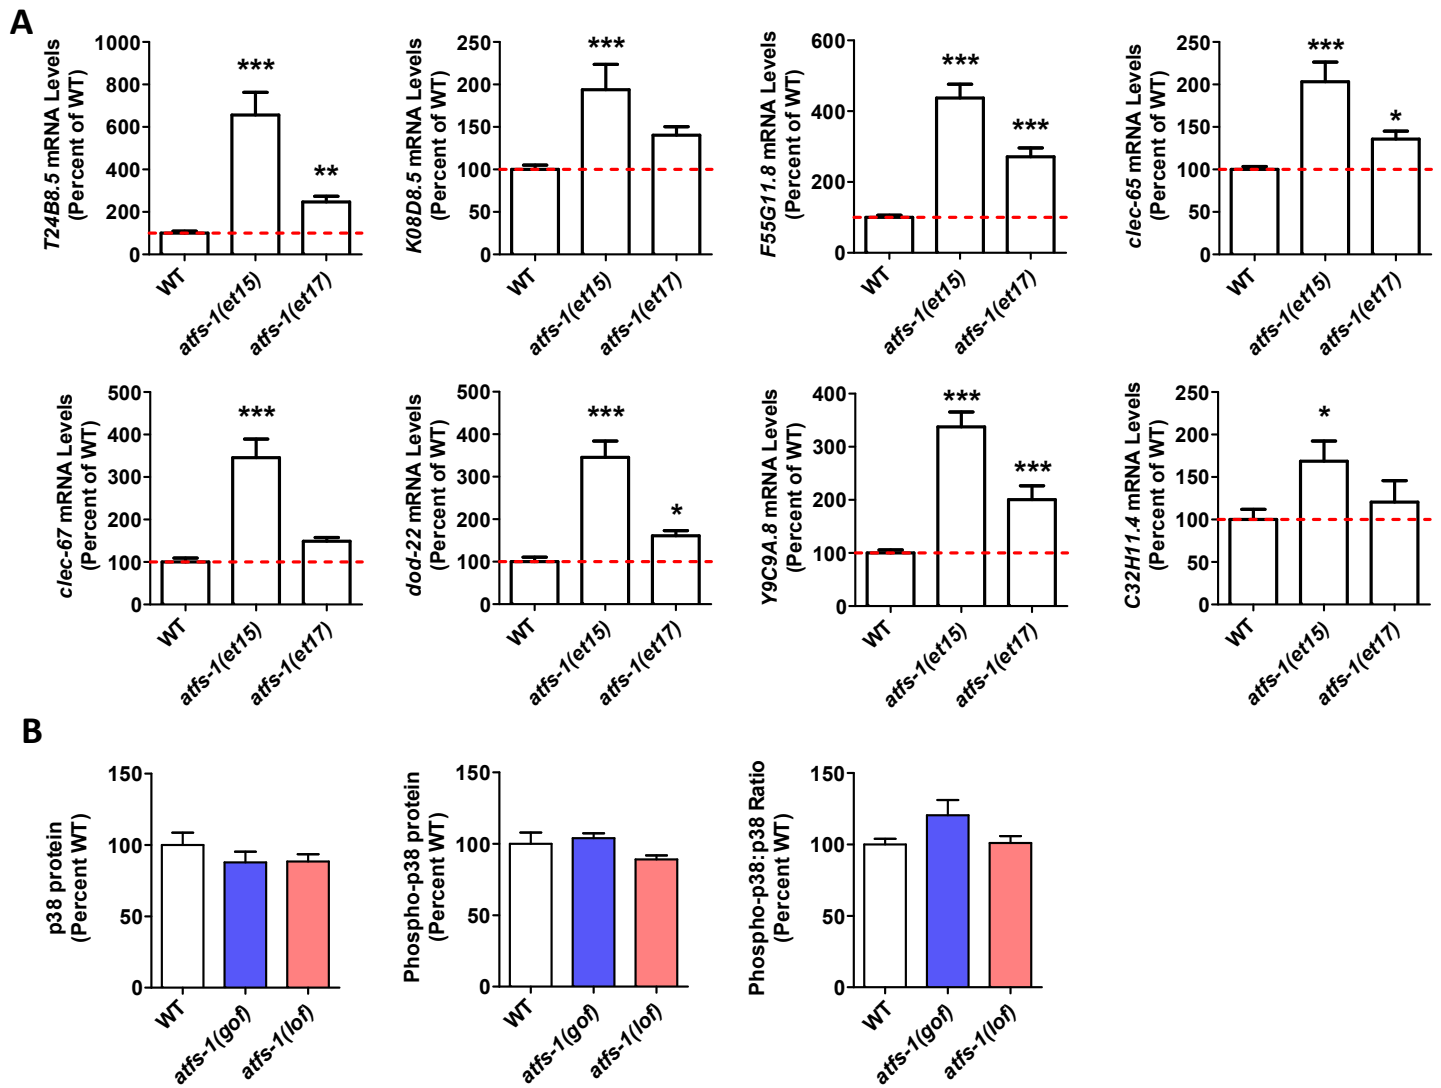 A
T24B8.5 mRNA Levels
(Percent of WT)
1000
800
600
400
200
0
***
**
WT
atfs-1(et15)
atfs-1(et17)
K08D8.5 mRNA Levels
(Percent of WT)
250
200
150
100
50
0
***
WT
atfs-1(et15)
atfs-1(et17)
F55G11.8 mRNA Levels
(Percent of WT)
600
400
200
0
***
***
WT
atfs-1(et15)
atfs-1(et17)
clec-65 mRNA Levels
(Percent of WT)
250
200
150
100
50
0
***
*
WT
atfs-1(et15)
atfs-1(et17)
clec-67 mRNA Levels
(Percent of WT)
500
400
300
200
100
0
***
WT
atfs-1(et15)
atfs-1(et17)
dod-22 mRNA Levels
(Percent of WT)
500
400
300
200
100
0
***
*
WT
atfs-1(et15)
atfs-1(et17)
Y9C9A.8 mRNA Levels
(Percent of WT)
400
300
200
100
0
***
***
WT
atfs-1(et15)
atfs-1(et17)
C32H11.4 mRNA Levels
(Percent of WT)
250
200
150
100
50
0
*
WT
atfs-1(et15)
atfs-1(et17)
B
p38 protein
(Percent WT)
150
100
50
0
WT
atfs-1(gof)
atfs-1(lof)
Phospho-p38 protein
(Percent WT)
150
100
50
0
WT
atfs-1(gof)
atfs-1(lof)
Phospho-p38:p38 Ratio
(Percent WT)
150
100
50
0
WT
atfs-1(gof)
atfs-1(lof)